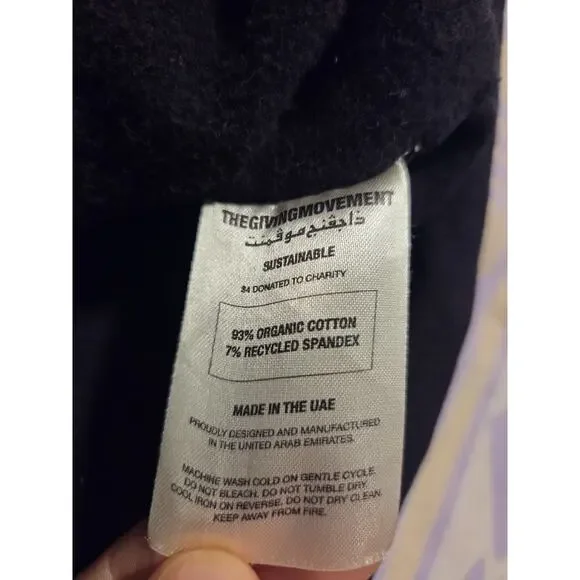 THEGIVINGMOVEMENT
ذاجڤنج موڤمنت
SUSTAINABLE
$4 DONATED TO CHARITY
93% ORGANIC COTTON
7% RECYCLED SPANDEX
MADE IN THE UAE
PROUDLY DESIGNED AND MANUFACTURED
IN THE UNITED ARAB EMIRATES.
MACHINE WASH COLD ON GENTLE CYCLE.
DO NOT BLEACH. DO NOT TUMBLE DRY.
COOL IRON ON REVERSE. DO NOT DRY CLEAN.
KEEP AWAY FROM FIRE.